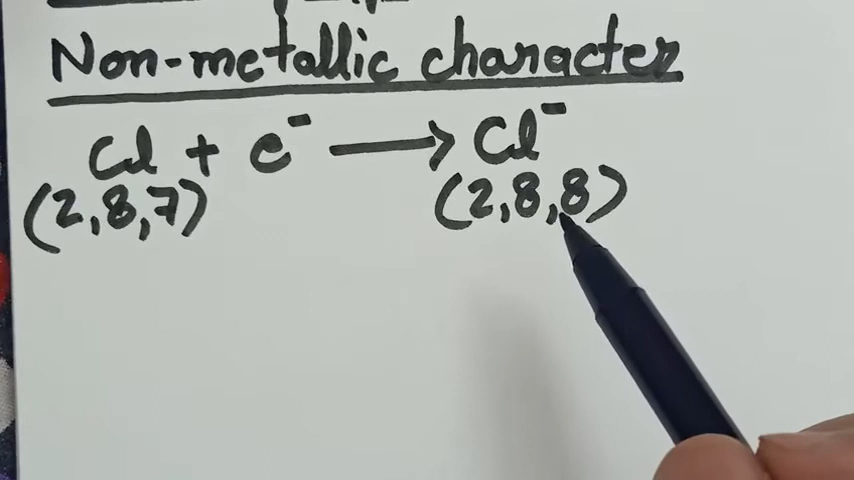 Non-metallic character
Cl + e⁻ ⟶ Cl⁻
(2,8,7) (2,8,8)